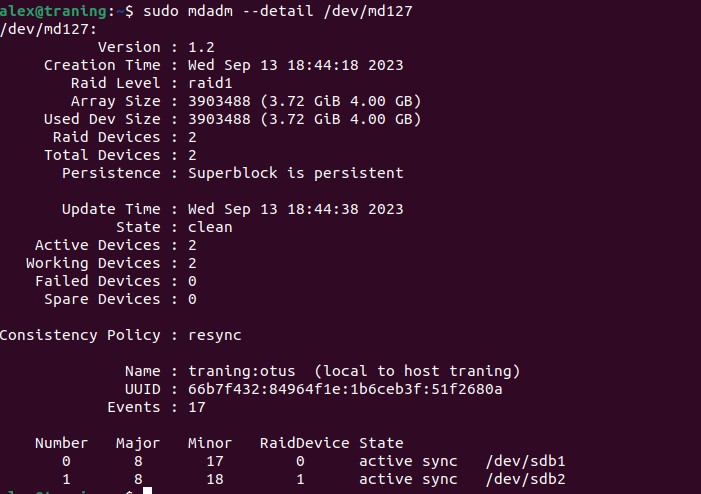 alex@traning:~$ sudo mdadm --detail /dev/md127
/dev/md127:
Version : 1.2
Creation Time : Wed Sep 13 18:44:18 2023
Raid Level : raid1
Array Size : 3903488 (3.72 GiB 4.00 GB)
Used Dev Size : 3903488 (3.72 GiB 4.00 GB)
Raid Devices : 2
Total Devices : 2
Persistence : Superblock is persistent
Update Time : Wed Sep 13 18:44:38 2023
State : clean
Active Devices : 2
Working Devices : 2
Failed Devices : 0
Spare Devices : 0
Consistency Policy : resync
Name : traning:otus  (local to host traning)
UUID : 66b7f432:84964f1e:1b6ceb3f:51f2680a
Events : 17
Number   Major   Minor   RaidDevice State
0       8       17        0      active sync   /dev/sdb1
1       8       18        1      active sync   /dev/sdb2
alex@traning:~$